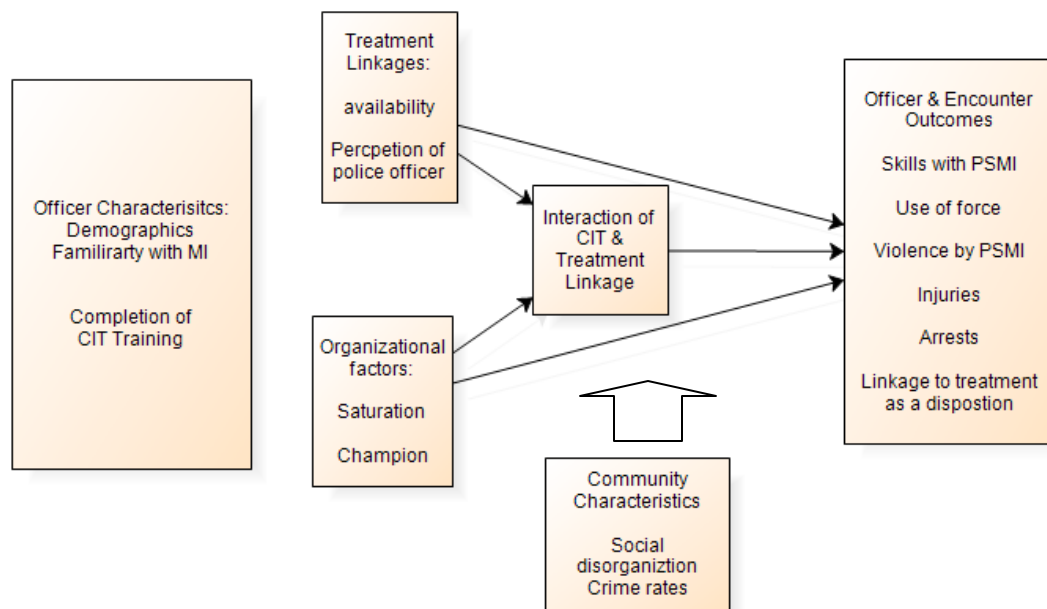 Officer Characterisitcs:
Demographics
Familirarty with MI
Completion of
CIT Training
Treatment
Linkages:
availability
Percpetion of
police officer
Organizational
factors:
Saturation
Champion
Interaction of
CIT &
Treatment
Linkage
Community
Characteristics
Social
disorganiztion
Crime rates
Officer & Encounter
Outcomes
Skills with PSMI
Use of force
Violence by PSMI
Injuries
Arrests
Linkage to treatment
as a dispostion